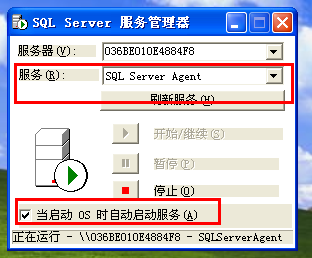 SQL Server 服务管理器
服务器(V): 036BE010E4884F8
服务(R): SQL Server Agent
刷新服务(H)
开始/继续(S)
暂停(P)
停止(O)
当启动 OS 时自动启动服务(A)
正在运行 - \\036BE010E4884F8 - SQLServerAgent